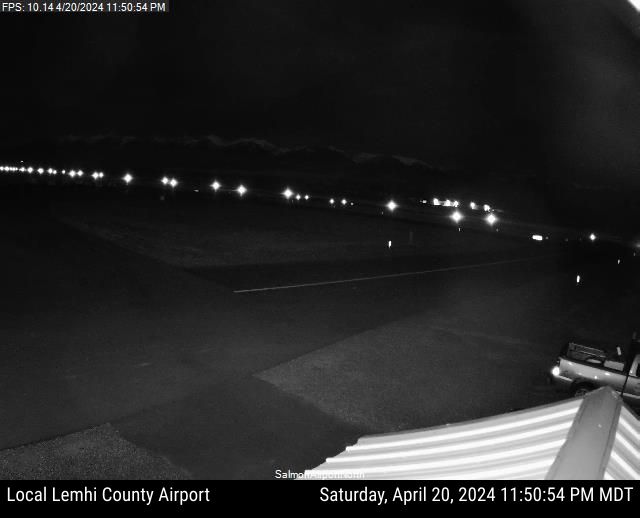 FPS: 10.14 4/20/2024 11:50:54 PM
Local Lemhi County Airport
Saturday, April 20, 2024 11:50:54 PM MDT